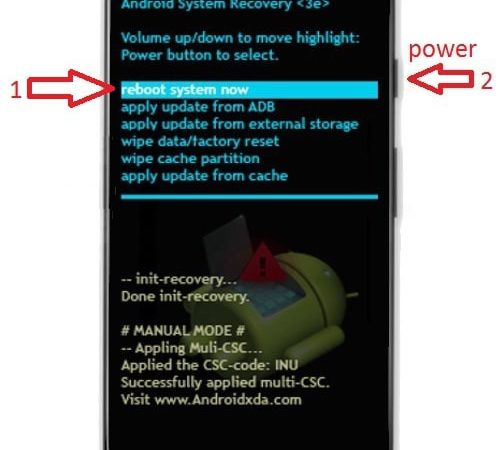 Android System Recovery <3e>
Volume up/down to move highlight:
Power button to select.
power
1
reboot system now
2
apply update from ADB
apply update from external storage
wipe data/factory reset
wipe cache partition
apply update from cache
-- init-recovery...
Done init-recovery.
# MANUAL MODE #
-- Appling Muli-CSC...
Applied the CSC-code: INU
Successfully applied multi-CSC.
Visit www.Androidxda.com